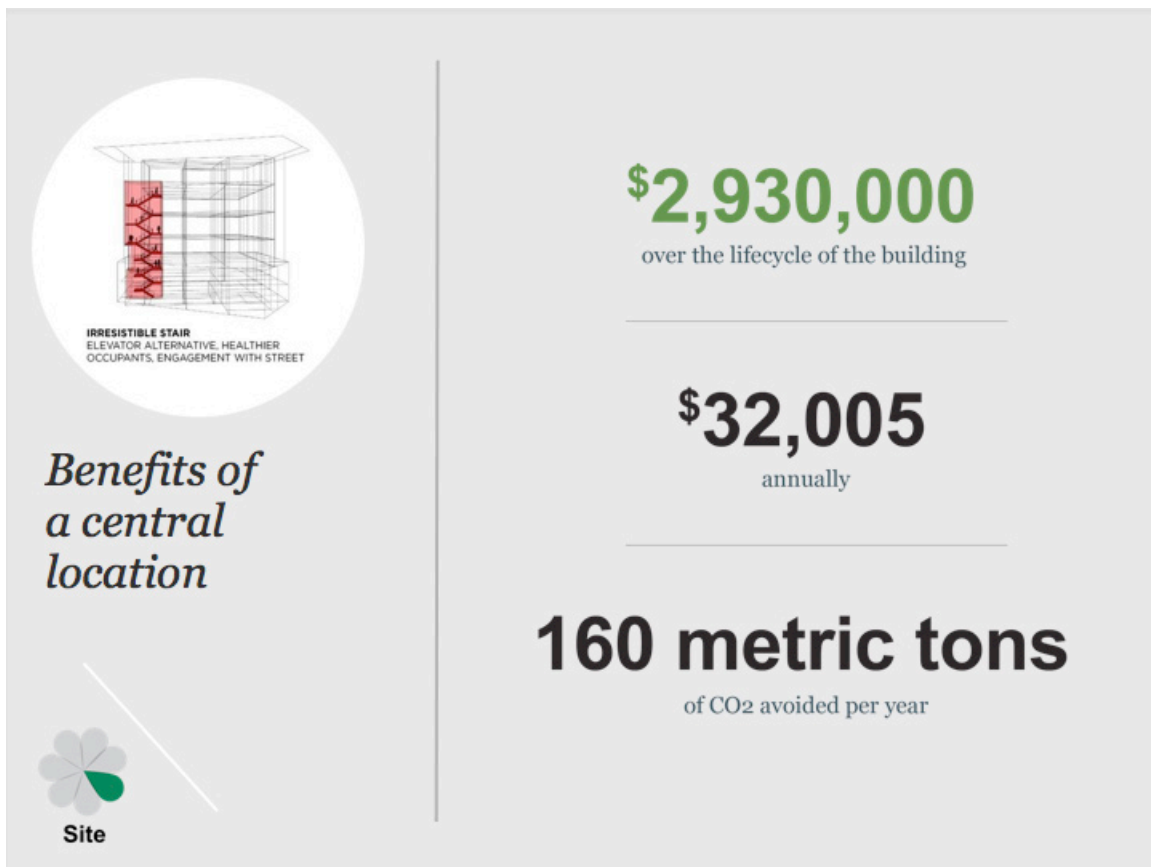 IRRESISTIBLE STAIR
ELEVATOR ALTERNATIVE, HEALTHIER
OCCUPANTS, ENGAGEMENT WITH STREET
Benefits of
a central
location
Site
$2,930,000
over the lifecycle of the building
$32,005
annually
160 metric tons
of CO2 avoided per year